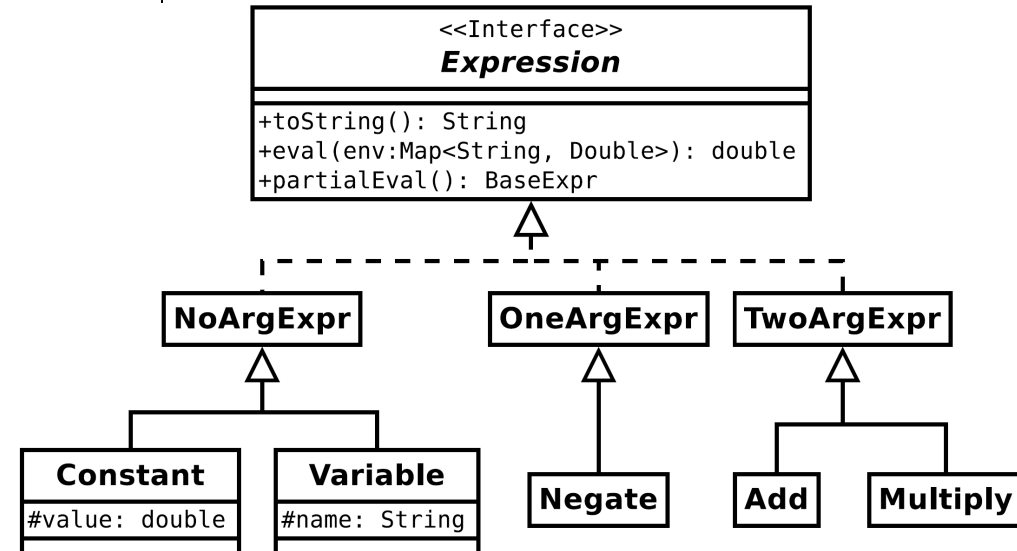 <<Interface>>
Expression
+toString(): String
+eval(env:Map<String, Double>): double
+partialEval(): BaseExpr
NoArgExpr
OneArgExpr
TwoArgExpr
Constant
#value: double
Variable
#name: String
Negate
Add
Multiply